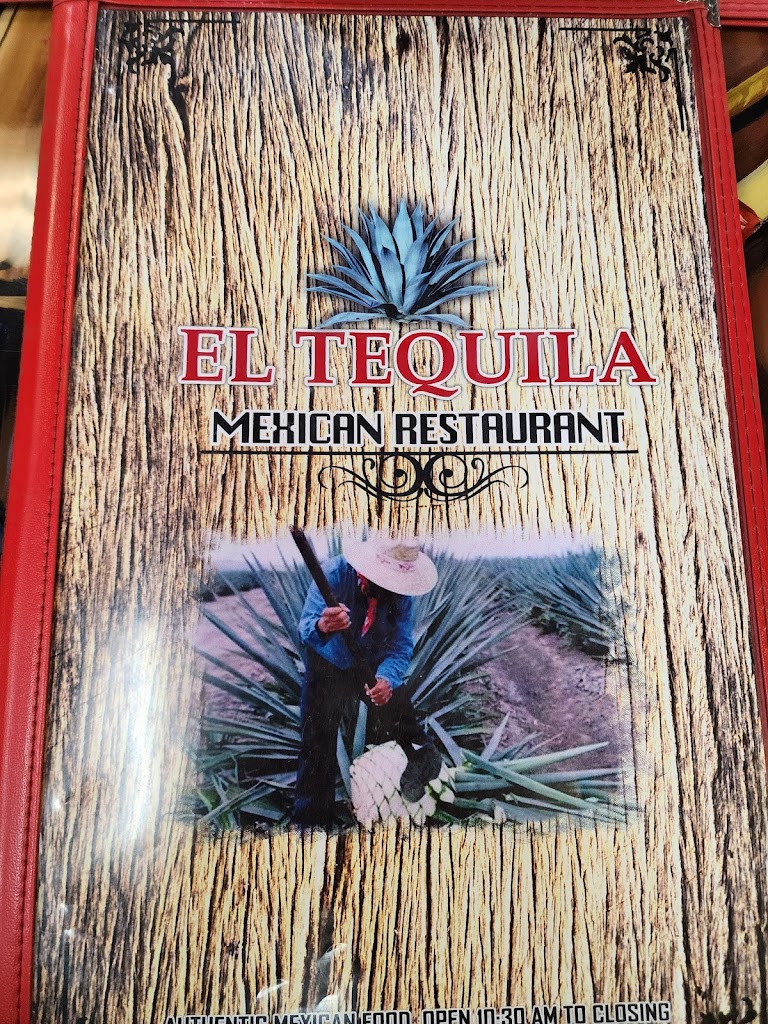 EL TEQUILA
MEXICAN RESTAURANT
AUTHENTIC MEXICAN FOOD, OPEN 10:30 AM TO CLOSING